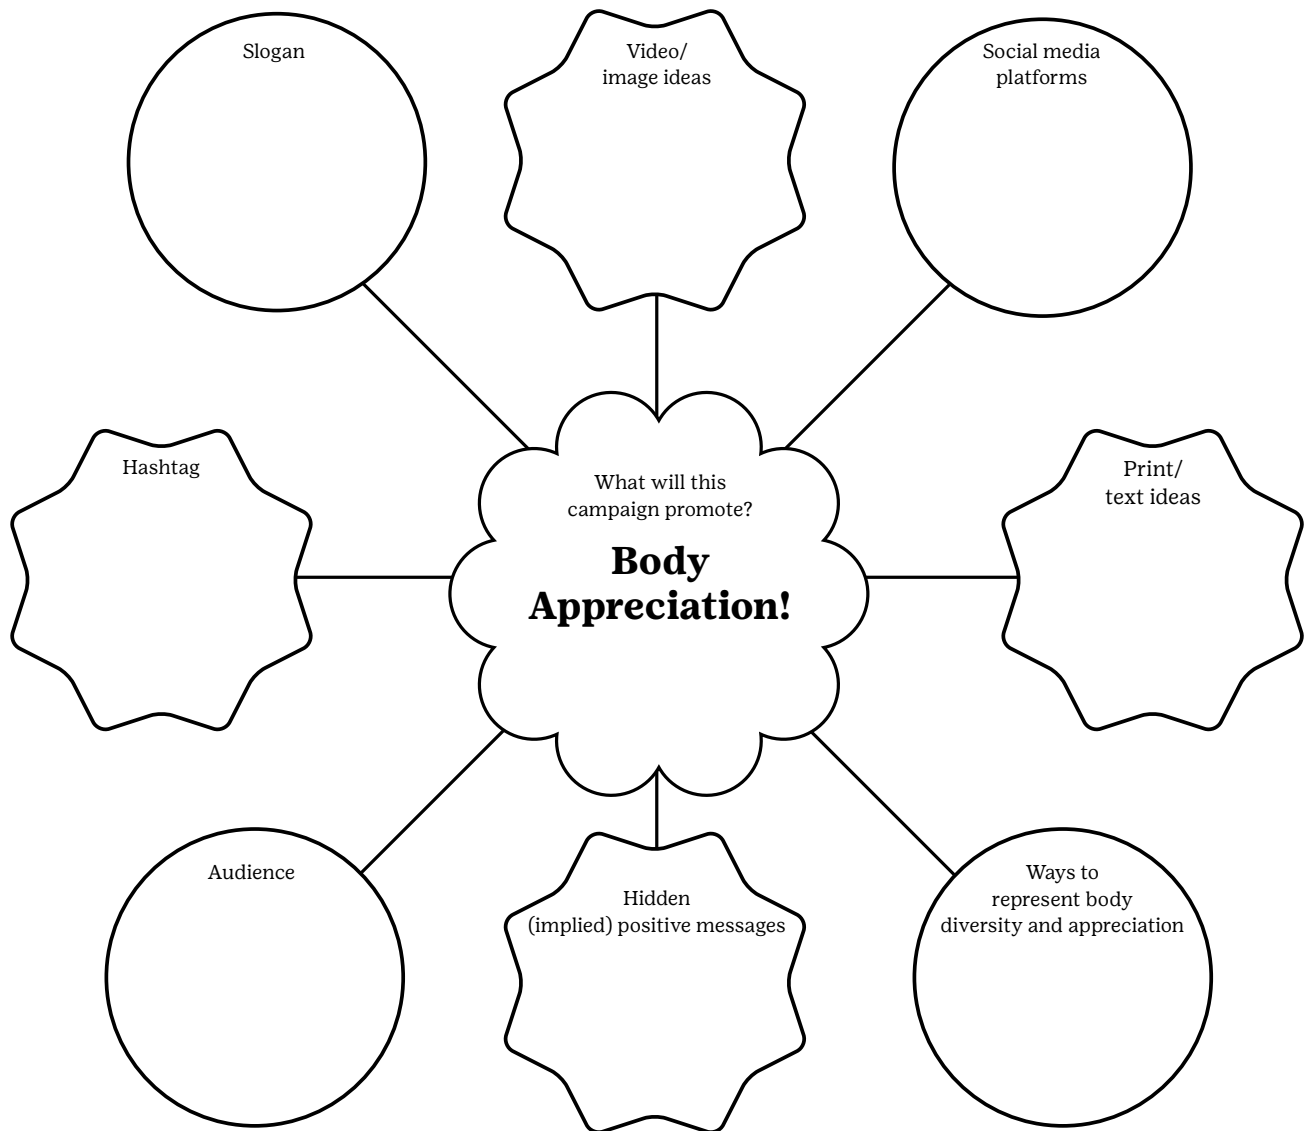 Slogan
Video/
image ideas
Social media
platforms
Hashtag
What will this
campaign promote?
Body
Appreciation!
Print/
text ideas
Audience
Hidden
(implied) positive messages
Ways to
represent body
diversity and appreciation